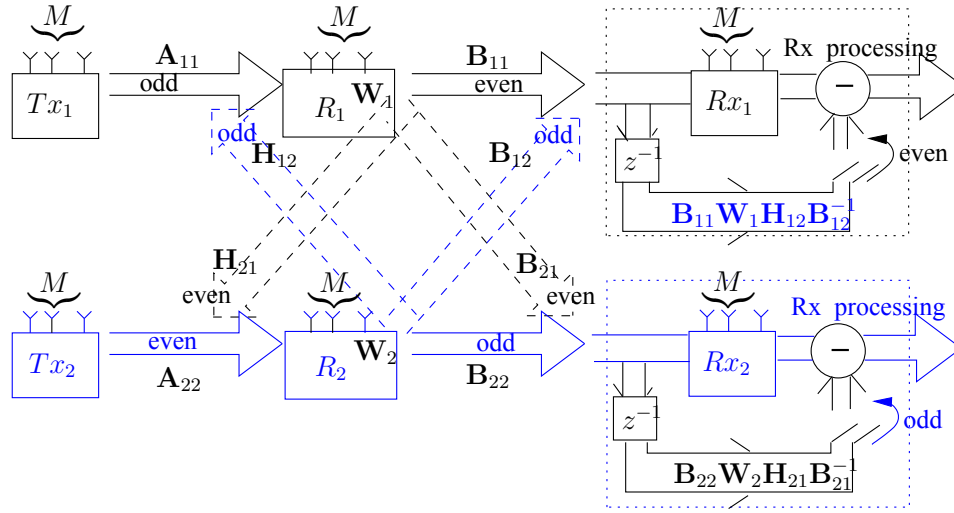 M M M
A₁₁ B₁₁ Rx processing
Tx₁ odd R₁ W₁ even Rx₁ −
odd H₁₂ B₁₂ odd z⁻¹ even
B₁₁W₁H₁₂B₁₂⁻¹
H₂₁ B₂₁
even M even M
Rx processing
Tx₂ even R₂ W₂ odd Rx₂ −
A₂₂ B₂₂
z⁻¹ odd
B₂₂W₂H₂₁B₂₁⁻¹